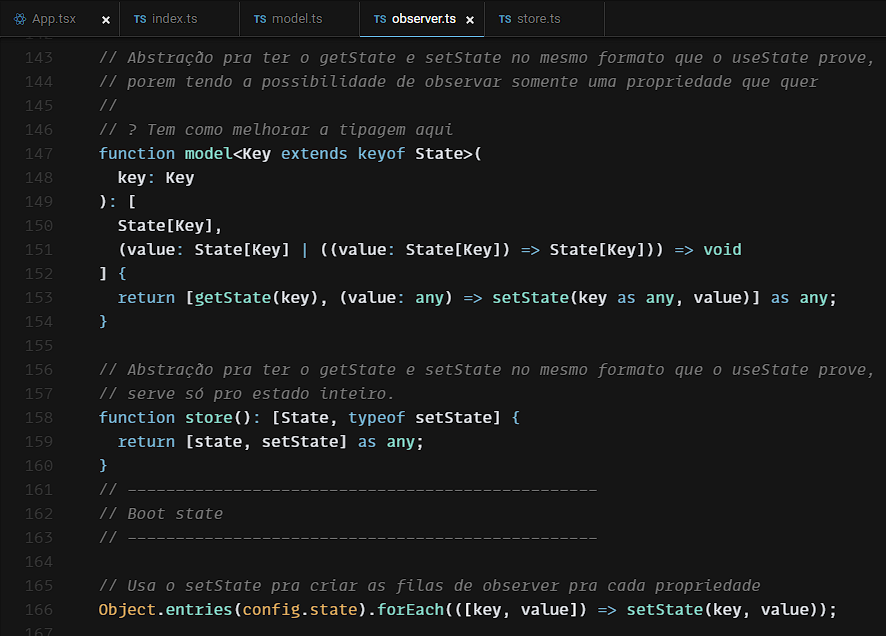 App.tsx × TS index.ts TS model.ts TS observer.ts × TS store.ts
143 // Abstração pra ter o getState e setState no mesmo formato que o useState prove,
144 // porem tendo a possibilidade de observar somente uma propriedade que quer
145 //
146 // ? Tem como melhorar a tipagem aqui
147 function model<Key extends keyof State>(
148 key: Key
149 ): [
150 State[Key],
151 (value: State[Key] | ((value: State[Key]) => State[Key])) => void
152 ] {
153 return [getState(key), (value: any) => setState(key as any, value)] as any;
154 }
155
156 // Abstração pra ter o getState e setState no mesmo formato que o useState prove,
157 // serve só pro estado inteiro.
158 function store(): [State, typeof setState] {
159 return [state, setState] as any;
160 }
161 // -------------------------------------------------
162 // Boot state
163 // -------------------------------------------------
164
165 // Usa o setState pra criar as filas de observer pra cada propriedade
166 Object.entries(config.state).forEach(([key, value]) => setState(key, value));
167